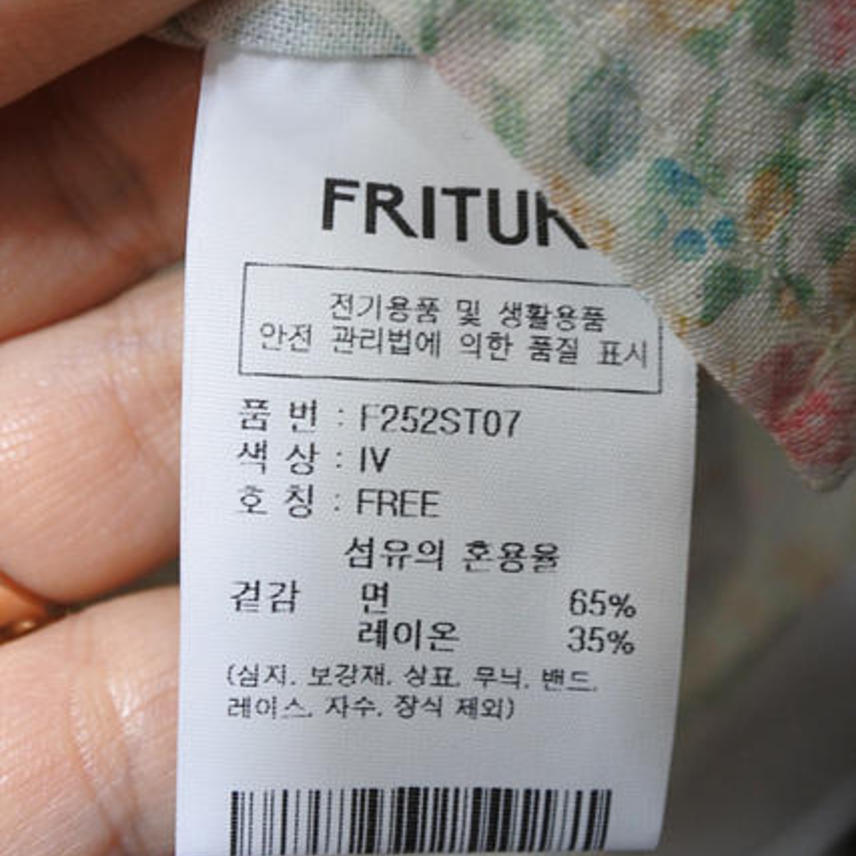 FRITUR
전기용품 및 생활용품
안전 관리법에 의한 품질 표시
품 번 : F252ST07
색 상 : IV
호 칭 : FREE
섬유의 혼용율
겉감 면 65%
레이온 35%
(심지. 보강재. 상표. 무늬. 밴드.
레이스. 자수. 장식 제외)